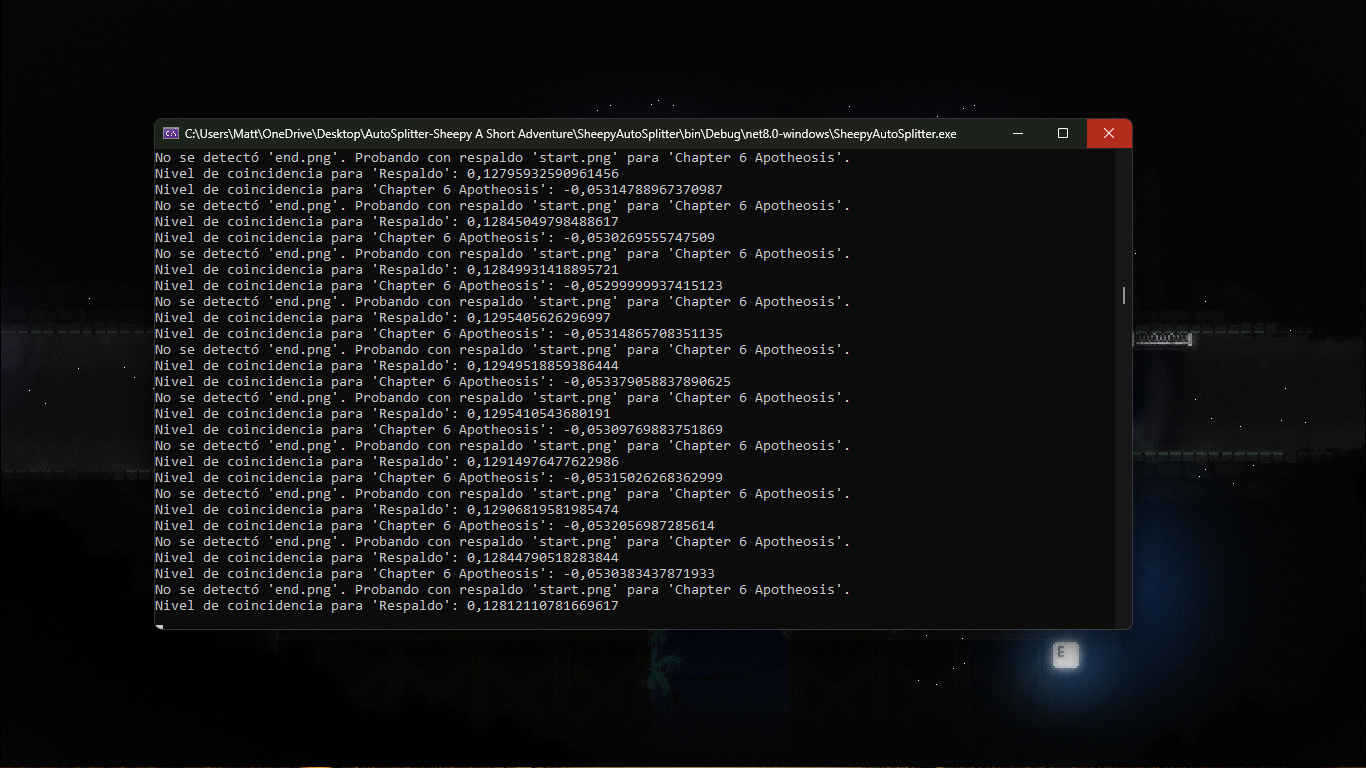 C:\Users\Matt\OneDrive\Desktop\AutoSplitter-Sheepy A Short Adventure\SheepyAutoSplitter\bin\Debug\net8.0-windows\SheepyAutoSplitter.exe
No se detectó 'end.png'. Probando con respaldo 'start.png' para 'Chapter 6 Apotheosis'.
Nivel de coincidencia para 'Respaldo': 0,12795932590961456
Nivel de coincidencia para 'Chapter 6 Apotheosis': -0,05314788967370987
No se detectó 'end.png'. Probando con respaldo 'start.png' para 'Chapter 6 Apotheosis'.
Nivel de coincidencia para 'Respaldo': 0,12845049798488617
Nivel de coincidencia para 'Chapter 6 Apotheosis': -0,0530269555747509
No se detectó 'end.png'. Probando con respaldo 'start.png' para 'Chapter 6 Apotheosis'.
Nivel de coincidencia para 'Respaldo': 0,12849931418895721
Nivel de coincidencia para 'Chapter 6 Apotheosis': -0,05299999937415123
No se detectó 'end.png'. Probando con respaldo 'start.png' para 'Chapter 6 Apotheosis'.
Nivel de coincidencia para 'Respaldo': 0,1295405626296997
Nivel de coincidencia para 'Chapter 6 Apotheosis': -0,05314865708351135
No se detectó 'end.png'. Probando con respaldo 'start.png' para 'Chapter 6 Apotheosis'.
Nivel de coincidencia para 'Respaldo': 0,12949518859386444
Nivel de coincidencia para 'Chapter 6 Apotheosis': -0,053379058837890625
No se detectó 'end.png'. Probando con respaldo 'start.png' para 'Chapter 6 Apotheosis'.
Nivel de coincidencia para 'Respaldo': 0,1295410543680191
Nivel de coincidencia para 'Chapter 6 Apotheosis': -0,05309769883751869
No se detectó 'end.png'. Probando con respaldo 'start.png' para 'Chapter 6 Apotheosis'.
Nivel de coincidencia para 'Respaldo': 0,12914976477622986
Nivel de coincidencia para 'Chapter 6 Apotheosis': -0,05315026268362999
No se detectó 'end.png'. Probando con respaldo 'start.png' para 'Chapter 6 Apotheosis'.
Nivel de coincidencia para 'Respaldo': 0,12906819581985474
Nivel de coincidencia para 'Chapter 6 Apotheosis': -0,0532056987285614
No se detectó 'end.png'. Probando con respaldo 'start.png' para 'Chapter 6 Apotheosis'.
Nivel de coincidencia para 'Respaldo': 0,12844790518283844
Nivel de coincidencia para 'Chapter 6 Apotheosis': -0,0530383437871933
No se detectó 'end.png'. Probando con respaldo 'start.png' para 'Chapter 6 Apotheosis'.
Nivel de coincidencia para 'Respaldo': 0,12812110781669617
E